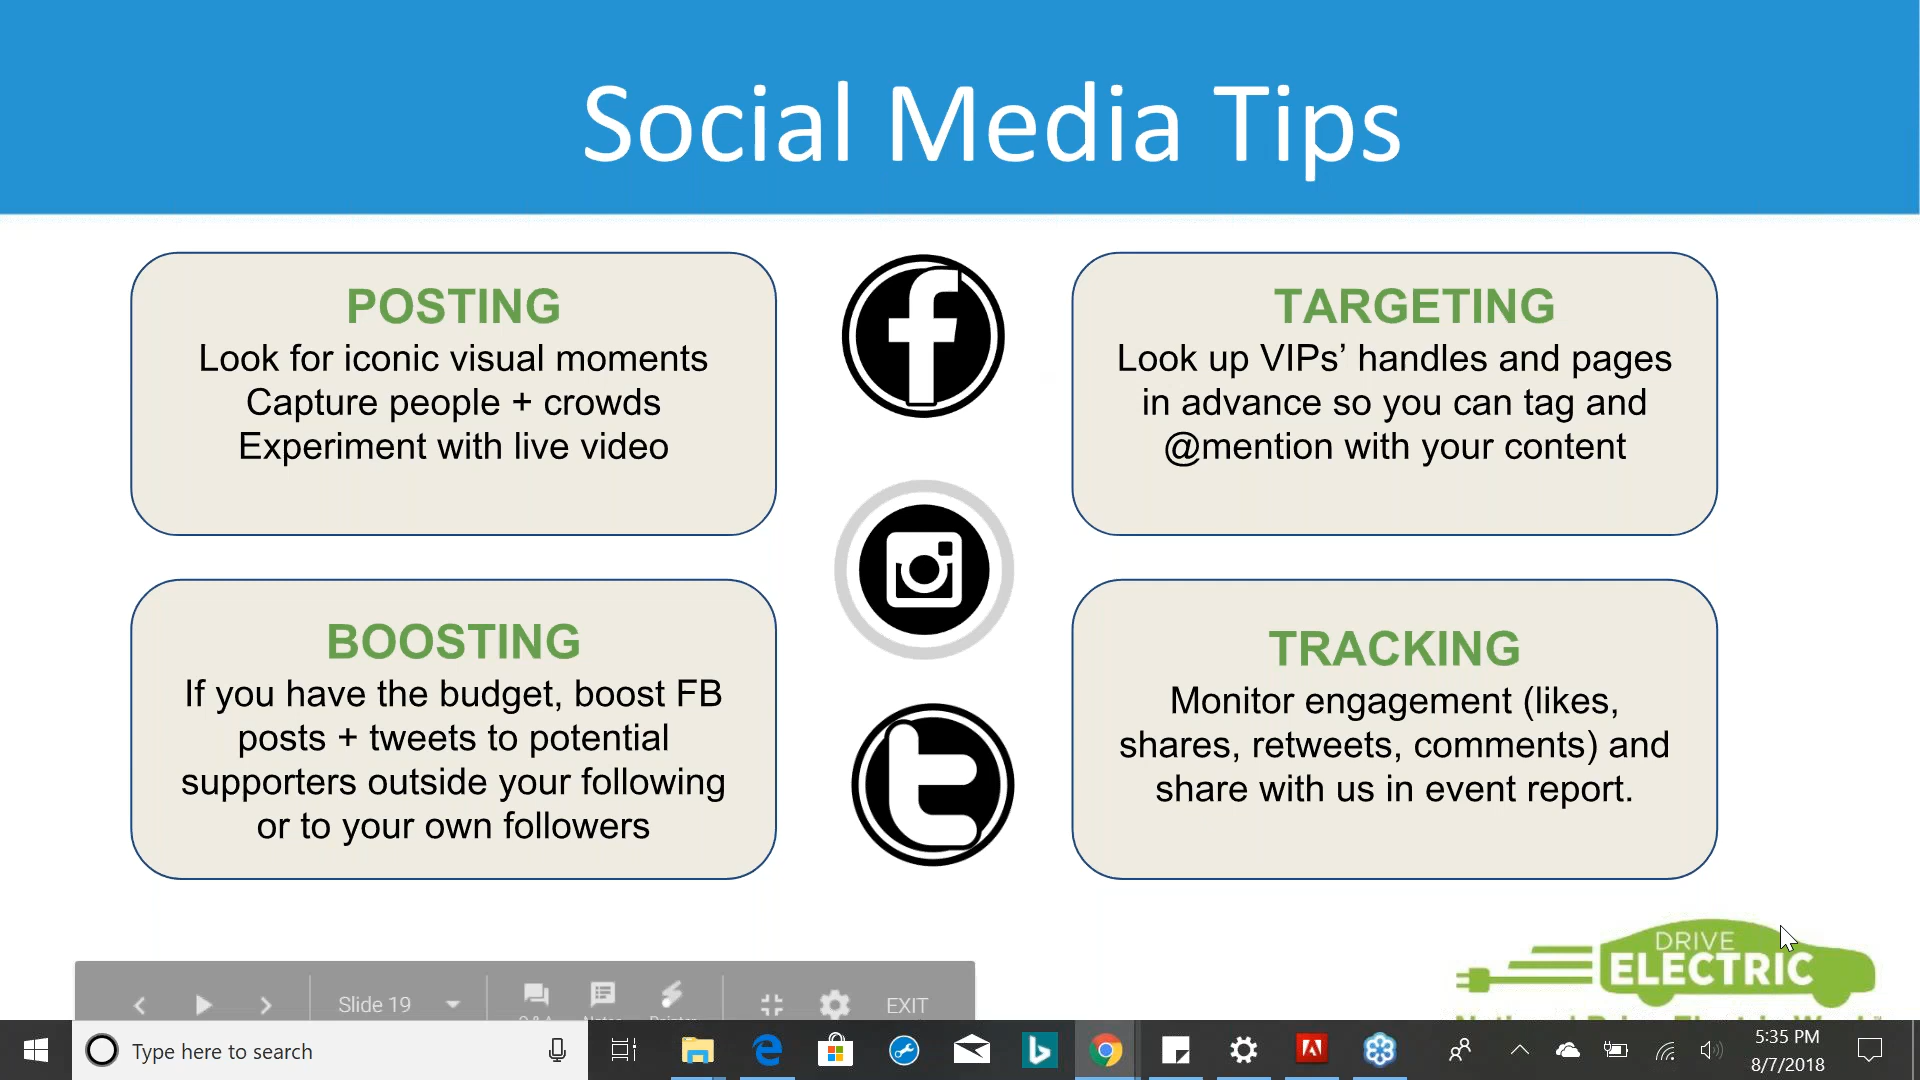 Social Media Tips
POSTING
Look for iconic visual moments
Capture people + crowds
Experiment with live video
TARGETING
Look up VIPs’ handles and pages
in advance so you can tag and
@mention with your content
BOOSTING
If you have the budget, boost FB
posts + tweets to potential
supporters outside your following
or to your own followers
TRACKING
Monitor engagement (likes,
shares, retweets, comments) and
share with us in event report.
DRIVE
ELECTRIC
Slide 19
EXIT
Type here to search
5:35 PM
8/7/2018